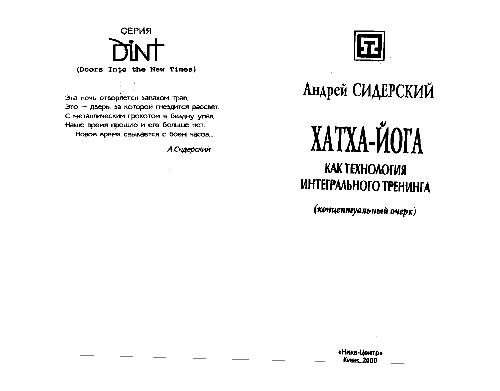 СЕРИЯ
DiNT
(Doors Into the New Times)
Эта ночь отворяется запахом трав,
Это — дверь, за которой гнездится рассвет.
С металлическим грохотом в бездну упав,
Наше время прошло и его больше нет.
Новое время сбывается с боем часов...
А.Сидерский
Андрей СИДЕРСКИЙ
ХАТХА-ЙОГА
КАК ТЕХНОЛОГИЯ
ИНТЕГРАЛЬНОГО ТРЕНИНГА
(концептуальный очерк)
«Ника-Центр»
Киев, 2000